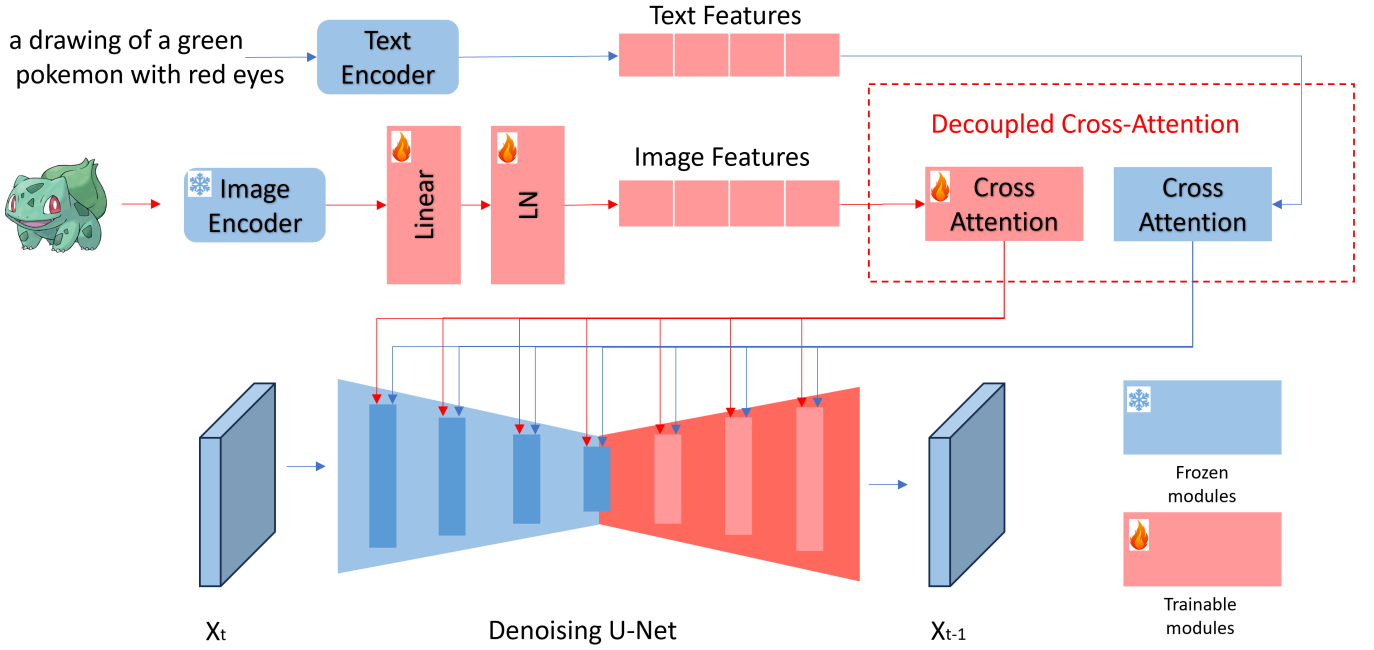 a drawing of a green
pokemon with red eyes
Text
Encoder
Text Features
Decoupled Cross-Attention
Image
Encoder
Linear
LN
Image Features
Cross
Attention
Cross
Attention
Frozen
modules
Trainable
modules
Xt
Denoising U-Net
Xt-1